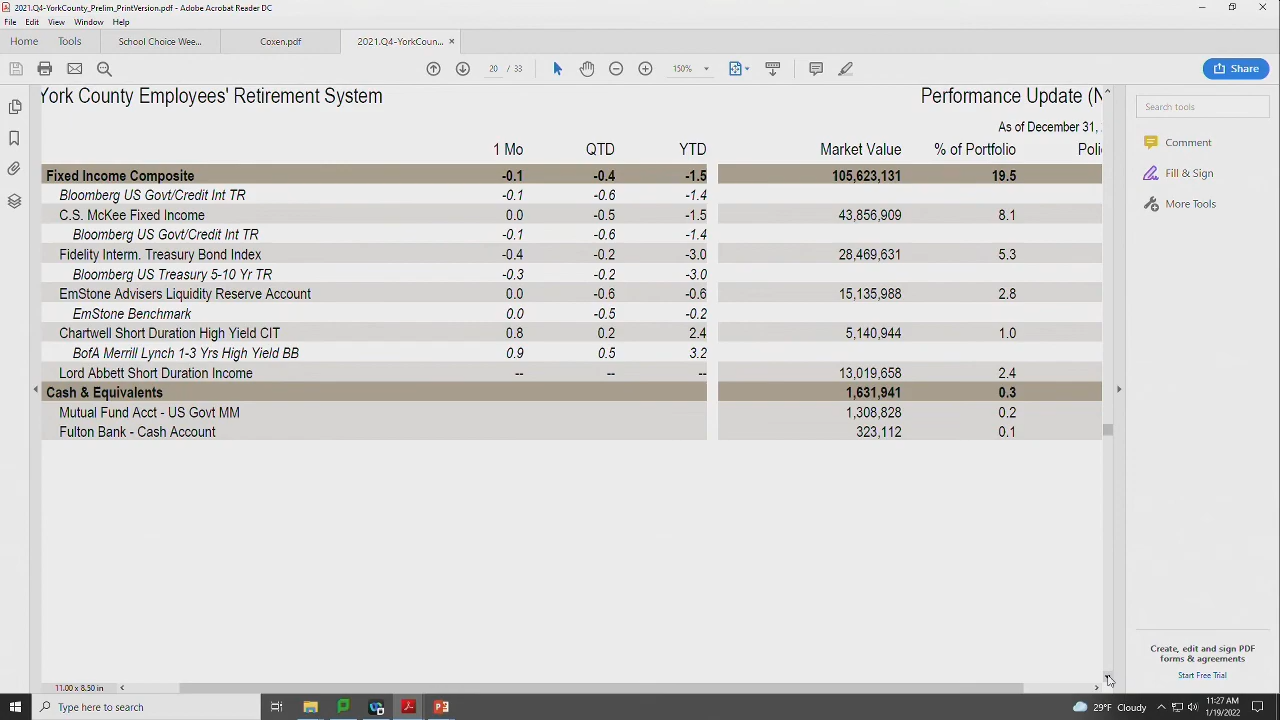 2021.Q4-YorkCounty_Prelim_PrintVersion.pdf - Adobe Acrobat Reader DC
File Edit View Window Help
Home Tools School Choice Wee... Coxen.pdf 2021.Q4-YorkCoun... ×
20 / 33 150% Share
York County Employees' Retirement System Performance Update (N
As of December 31,
1 Mo QTD YTD Market Value % of Portfolio Poli
Fixed Income Composite -0.1 -0.4 -1.5 105,623,131 19.5
Bloomberg US Govt/Credit Int TR -0.1 -0.6 -1.4
C.S. McKee Fixed Income 0.0 -0.5 -1.5 43,856,909 8.1
Bloomberg US Govt/Credit Int TR -0.1 -0.6 -1.4
Fidelity Interm. Treasury Bond Index -0.4 -0.2 -3.0 28,469,631 5.3
Bloomberg US Treasury 5-10 Yr TR -0.3 -0.2 -3.0
EmStone Advisers Liquidity Reserve Account 0.0 -0.6 -0.6 15,135,988 2.8
EmStone Benchmark 0.0 -0.5 -0.2
Chartwell Short Duration High Yield CIT 0.8 0.2 2.4 5,140,944 1.0
BofA Merrill Lynch 1-3 Yrs High Yield BB 0.9 0.5 3.2
Lord Abbett Short Duration Income -- -- -- 13,019,658 2.4
Cash & Equivalents 1,631,941 0.3
Mutual Fund Acct - US Govt MM 1,308,828 0.2
Fulton Bank - Cash Account 323,112 0.1
Search tools
Comment
Fill & Sign
More Tools
Create, edit and sign PDF
forms & agreements
Start Free Trial
11.00 x 8.50 in
Type here to search
29°F Cloudy
11:27 AM
1/19/2022